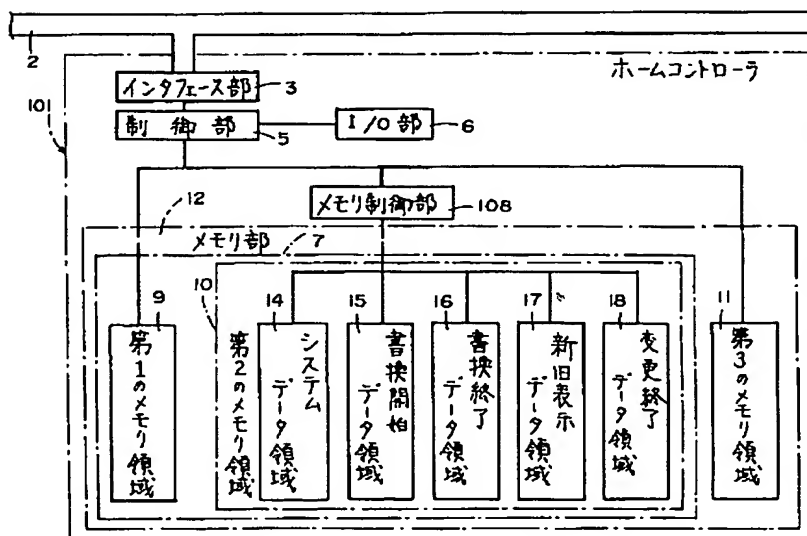 2
ホームコントローラ
インタフェース部
3
101
制御部
5
I/O部
6
メモリ制御部
108
12
メモリ部
7
10
9
第1のメモリ領域
第2のメモリ領域
14
システム
データ領域
15
書換開始
データ領域
16
書換終了
データ領域
17
新旧表示
データ領域
18
変更終了
データ領域
11
第3のメモリ領域